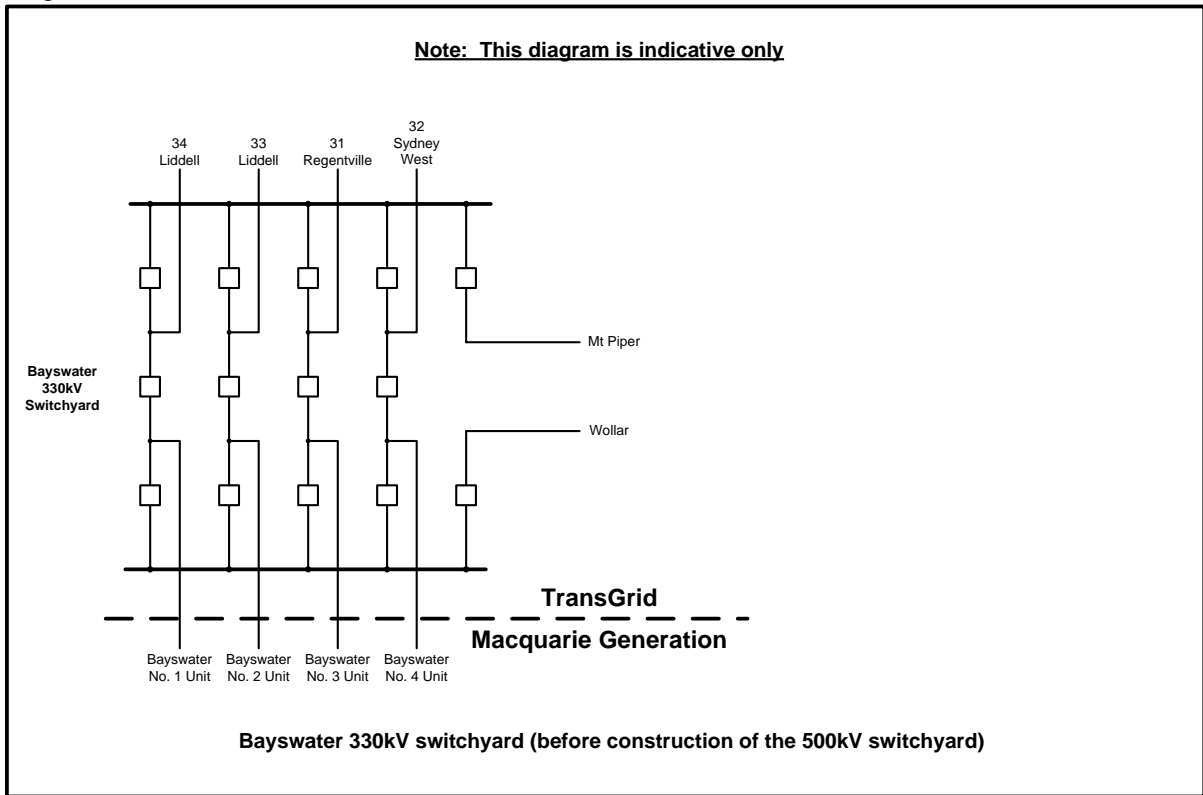 Note: This diagram is indicative only
34
Liddell
33
Liddell
31
Regentville
32
Sydney
West
Mt Piper
Bayswater
330kV
Switchyard
Wollar
TransGrid
Macquarie Generation
Bayswater
No. 1 Unit
Bayswater
No. 2 Unit
Bayswater
No. 3 Unit
Bayswater
No. 4 Unit
Bayswater 330kV switchyard (before construction of the 500kV switchyard)